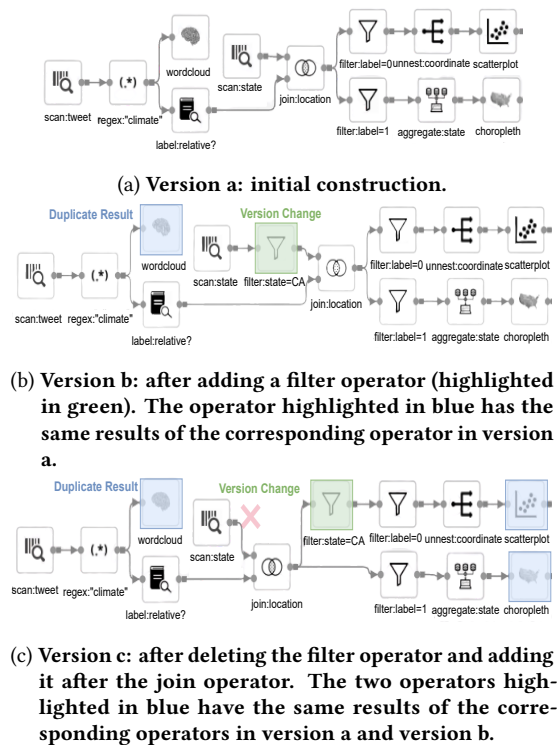 wordcloud
scan:state
filter:label=0 unnest:coordinate scatterplot
(.*)
scan:tweet
regex:"climate"
join:location
label:relative?
filter:label=1 aggregate:state choropleth
(a) Version a: initial construction.
Duplicate Result
Version Change
wordcloud
scan:state
filter:state=CA
filter:label=0 unnest:coordinate scatterplot
(.*)
scan:tweet regex:"climate"
join:location
label:relative?
filter:label=1 aggregate:state choropleth
(b) Version b: after adding a filter operator (highlighted
in green). The operator highlighted in blue has the
same results of the corresponding operator in version
a.
Duplicate Result
Version Change
wordcloud
scan:state
filter:state=CA
filter:label=0 unnest:coordinate scatterplot
(.*)
scan:tweet regex:"climate"
join:location
label:relative?
filter:label=1 aggregate:state choropleth
(c) Version c: after deleting the filter operator and adding
it after the join operator. The two operators high-
lighted in blue have the same results of the corre-
sponding operators in version a and version b.